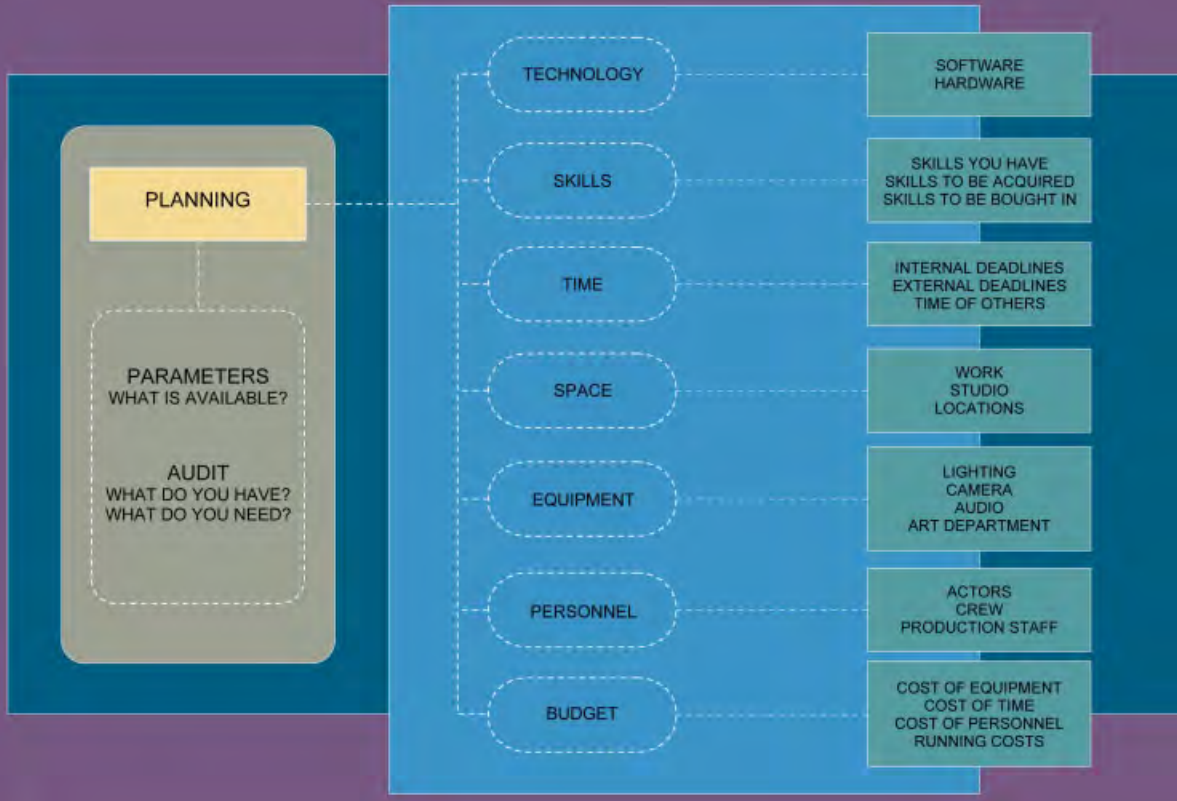 PLANNING
PARAMETERS
WHAT IS AVAILABLE?
AUDIT
WHAT DO YOU HAVE?
WHAT DO YOU NEED?
TECHNOLOGY
SOFTWARE
HARDWARE
SKILLS
SKILLS YOU HAVE
SKILLS TO BE ACQUIRED
SKILLS TO BE BOUGHT IN
TIME
INTERNAL DEADLINES
EXTERNAL DEADLINES
TIME OF OTHERS
SPACE
WORK
STUDIO
LOCATIONS
EQUIPMENT
LIGHTING
CAMERA
AUDIO
ART DEPARTMENT
PERSONNEL
ACTORS
CREW
PRODUCTION STAFF
BUDGET
COST OF EQUIPMENT
COST OF TIME
COST OF PERSONNEL
RUNNING COSTS